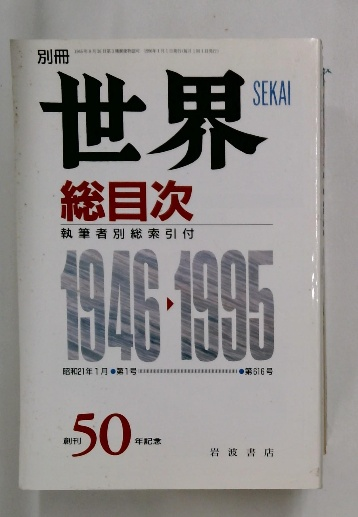 別冊
世界
SEKAI
総目次
執筆者別総索引付
1946▶1995
昭和21年1月●第1号 ●第616号
創刊50年記念
岩波書店